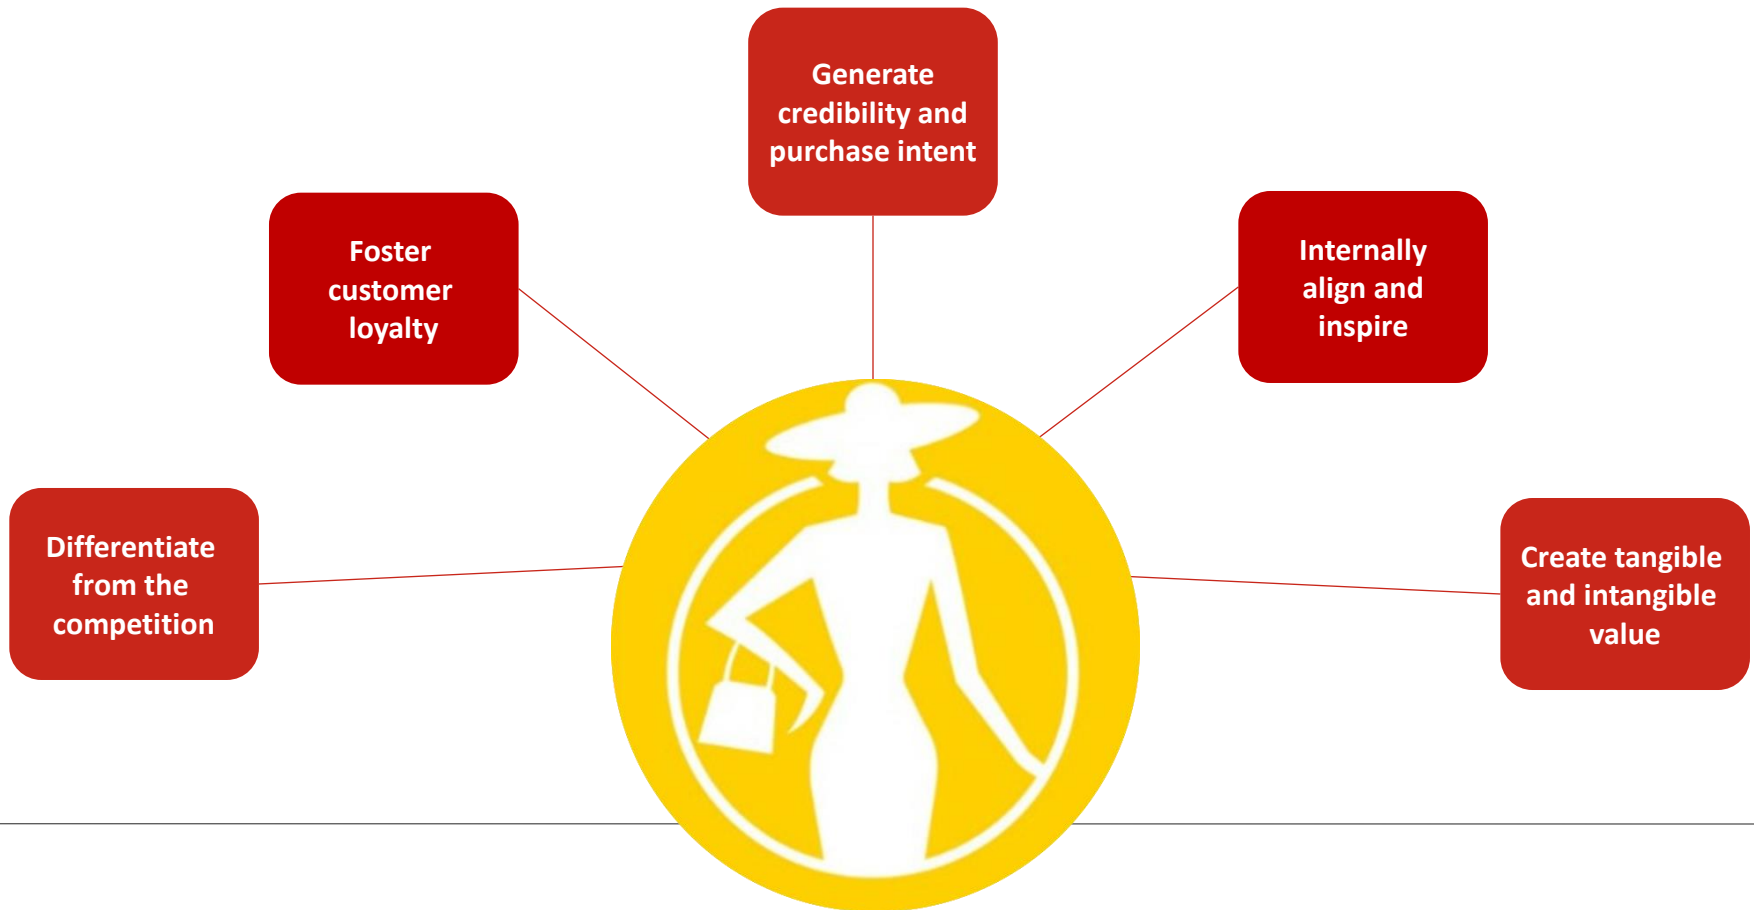 Generate
credibility and
purchase intent
Foster
customer
loyalty
Internally
align and
inspire
Differentiate
from the
competition
Create tangible
and intangible
value